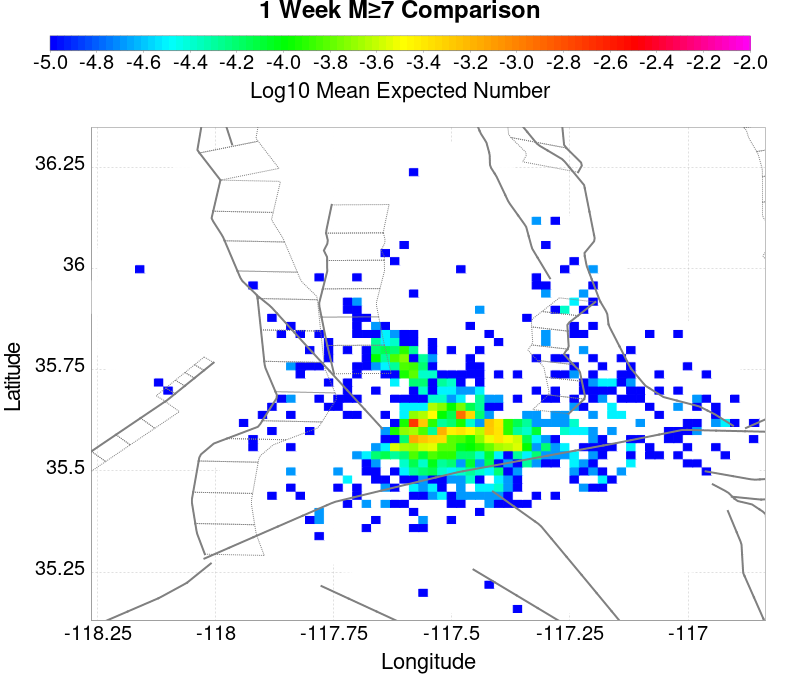 1 Week M≥7 Comparison
-5.0 -4.8 -4.6 -4.4 -4.2 -4.0 -3.8 -3.6 -3.4 -3.2 -3.0 -2.8 -2.6 -2.4 -2.2 -2.0
Log10 Mean Expected Number
36.25
36
35.75
35.5
35.25
Latitude
-118.25 -118 -117.75 -117.5 -117.25 -117
Longitude